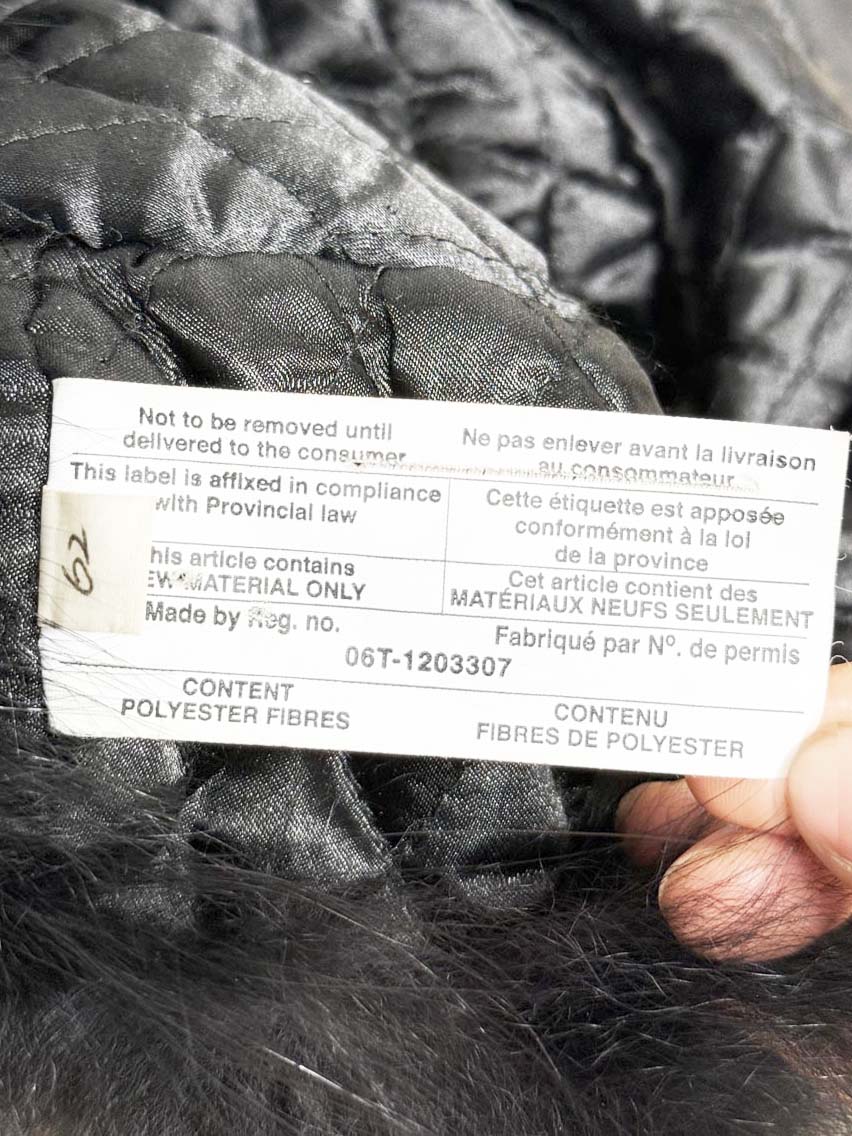 Not to be removed until
delivered to the consumer
Ne pas enlever avant la livraison
au consommateur
This label is affixed in compliance
with Provincial law
Cette étiquette est apposée
conformément à la loi
de la province
62
his article contains
EW MATERIAL ONLY
Cet article contient des
MATÉRIAUX NEUFS SEULEMENT
Made by Reg. no.
Fabriqué par Nº. de permis
06T-1203307
CONTENT
POLYESTER FIBRES
CONTENU
FIBRES DE POLYESTER